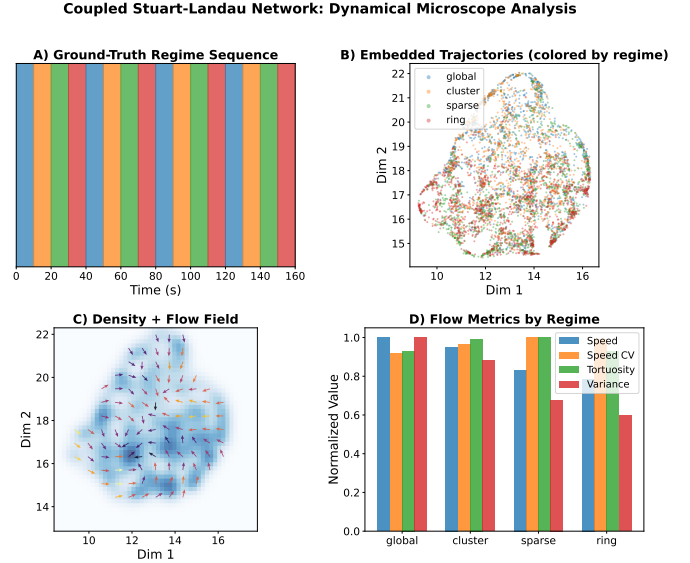 Coupled Stuart-Landau Network: Dynamical Microscope Analysis
A) Ground-Truth Regime Sequence
0 20 40 60 80 100 120 140 160
Time (s)
B) Embedded Trajectories (colored by regime)
global
cluster
sparse
ring
22
21
20
19
18
17
16
15
Dim 2
10 12 14 16
Dim 1
C) Density + Flow Field
22
20
18
16
14
Dim 2
10 12 14 16
Dim 1
D) Flow Metrics by Regime
Speed
Speed CV
Tortuosity
Variance
1.0
0.8
0.6
0.4
0.2
0.0
Normalized Value
global cluster sparse ring